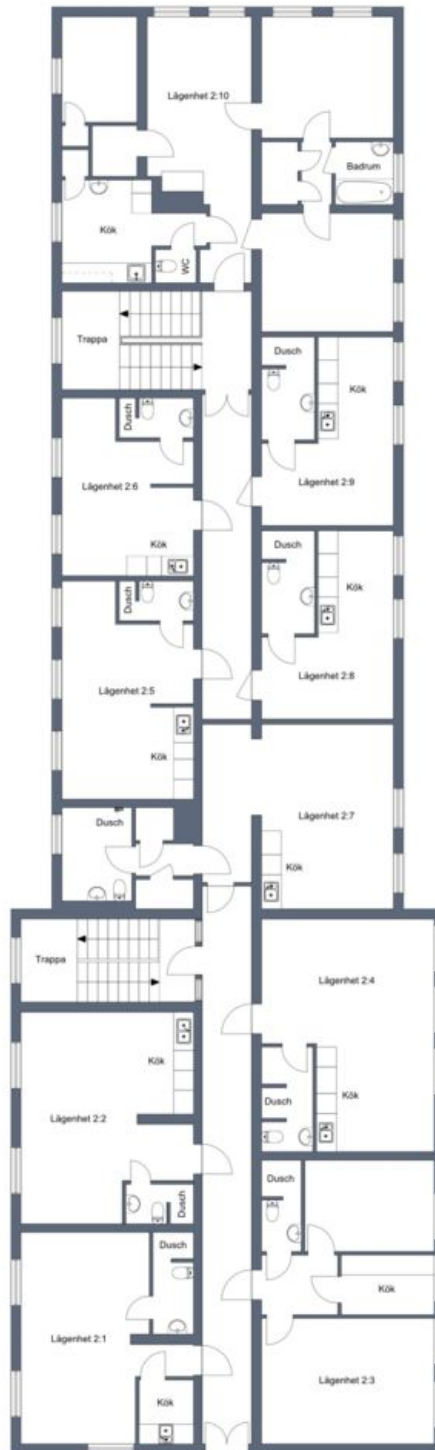 Lägenhet 2:10
Badrum
Kök
WC
Trappa
Dusch
Kök
Dusch
Lägenhet 2:6
Lägenhet 2:9
Kök
Dusch
Kök
Dusch
Lägenhet 2:5
Lägenhet 2:8
Kök
Dusch
Lägenhet 2:7
Kök
Trappa
Lägenhet 2:4
Kök
Kök
Dusch
Lägenhet 2:2
Dusch
Dusch
Dusch
Kök
Lägenhet 2:1
Lägenhet 2:3
Kök